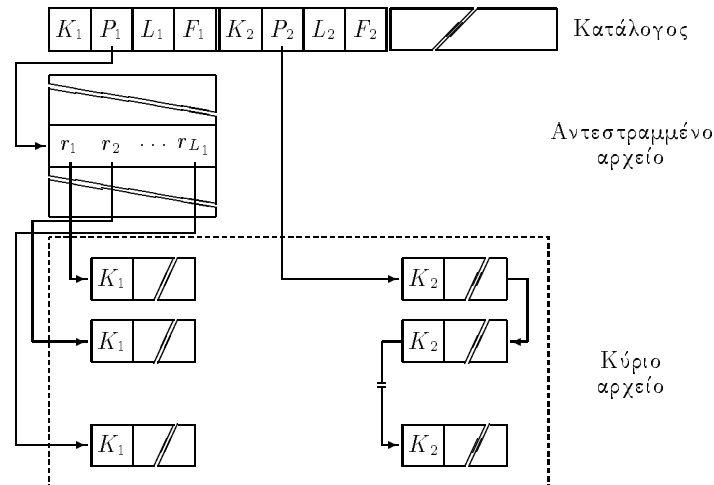 K1 P1 L1 F1 K2 P2 L2 F2 Κατάλογος
Αντεστραμμένο
αρχείο
r1 r2 ··· rL1
K1 K2
K1 K2
Κύριο
αρχείο
K1 K2